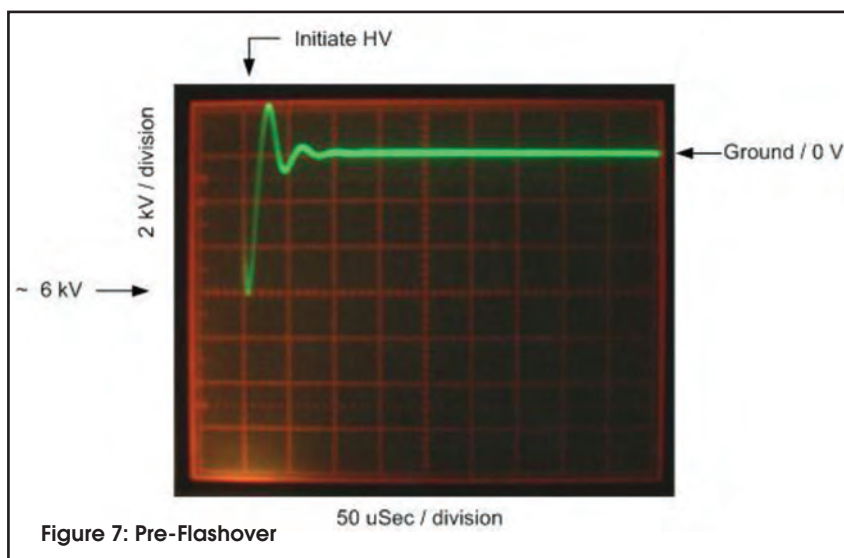 Initiate HV
2 kV / division
Ground / 0 V
~ 6 kV
50 uSec / division
Figure 7: Pre-Flashover